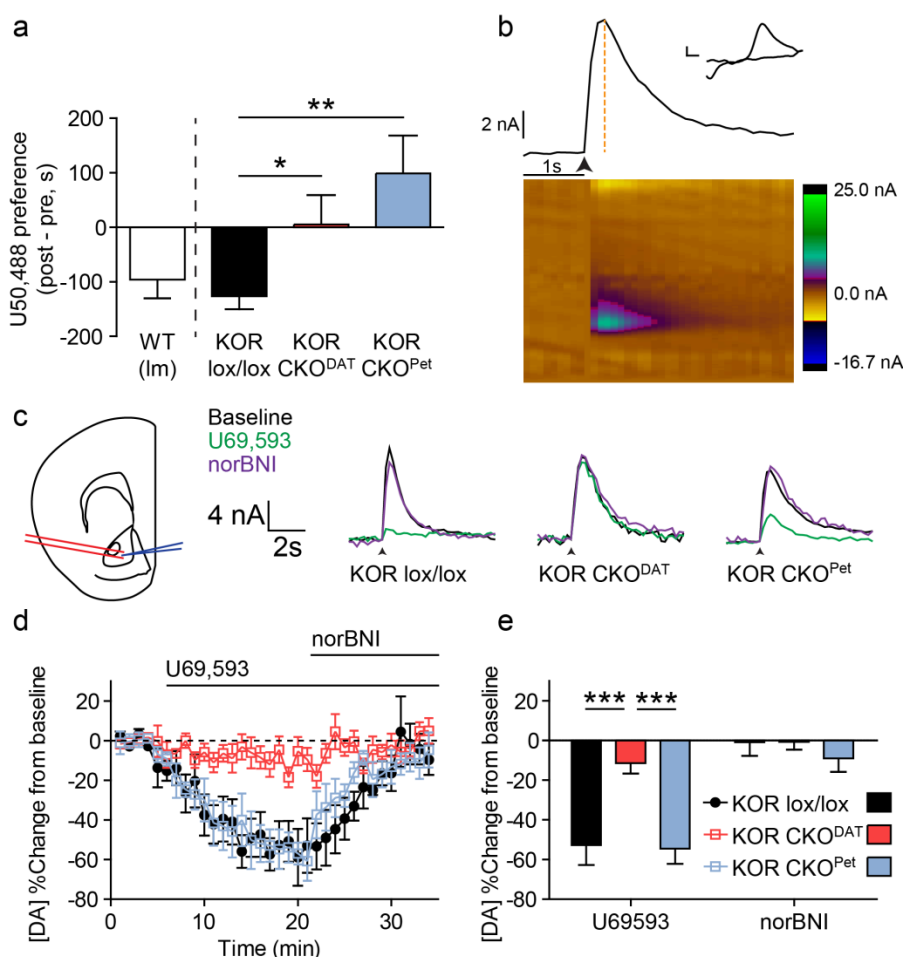 a
U50,488 preference
(post - pre, s)
200
100
0
-100
-200
**
*
WT
(lm)
KOR
lox/lox
KOR
CKO^DAT
KOR
CKO^Pet
b
2 nA
1s
25.0 nA
0.0 nA
-16.7 nA
c
Baseline
U69,593
norBNI
4 nA
2s
KOR lox/lox
KOR CKO^DAT
KOR CKO^Pet
d
norBNI
U69,593
[DA] %Change from baseline
20
0
-20
-40
-60
-80
0
10
20
30
Time (min)
e
[DA] %Change from baseline
20
0
-20
-40
-60
-80
***
***
KOR lox/lox
KOR CKO^DAT
KOR CKO^Pet
U69593
norBNI